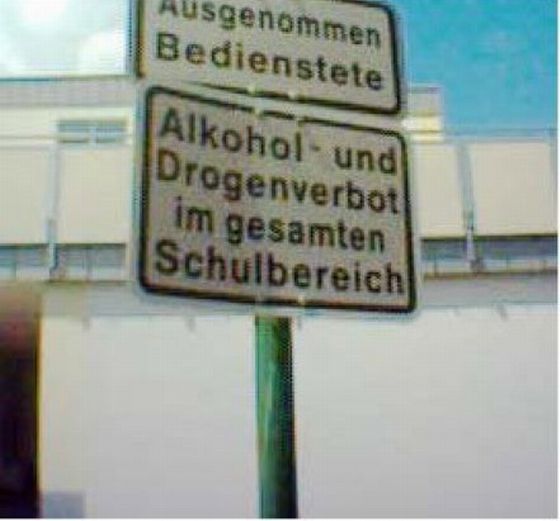 Ausgenommen
Bedienstete
Alkohol- und
Drogenverbot
im gesamten
Schulbereich